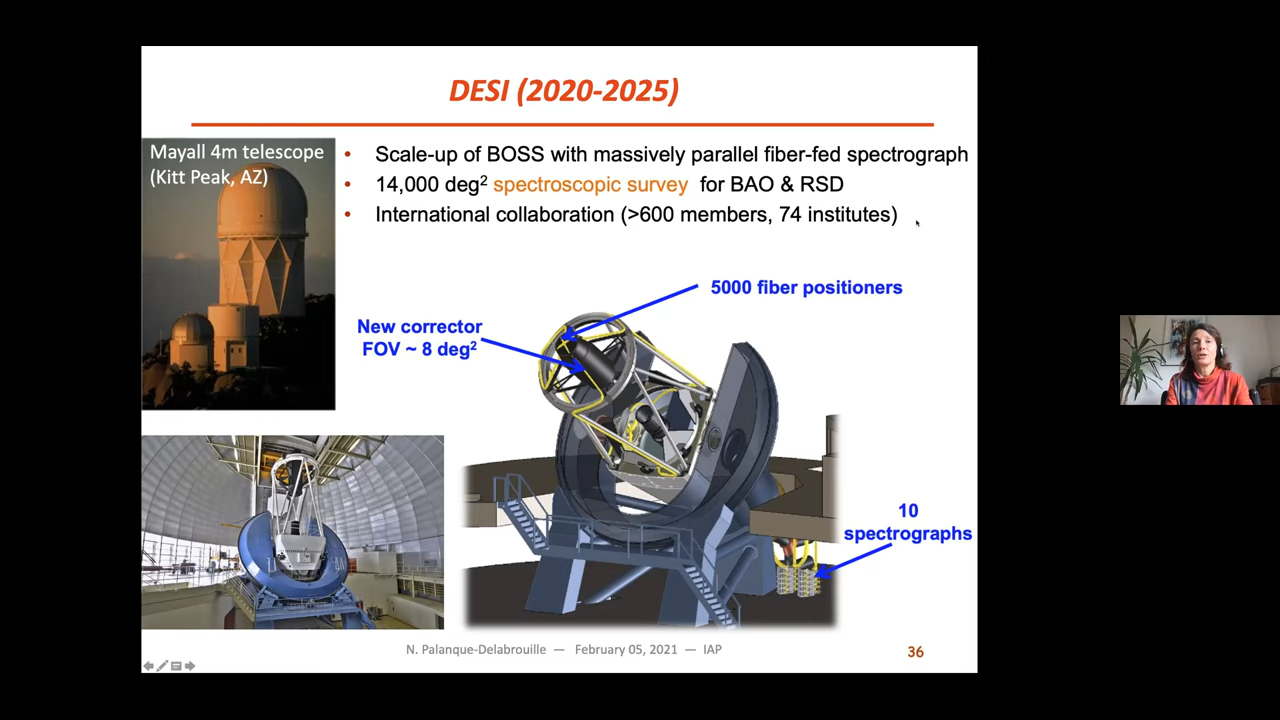 DESI (2020-2025)
Mayall 4m telescope
(Kitt Peak, AZ)
• Scale-up of BOSS with massively parallel fiber-fed spectrograph
• 14,000 deg² spectroscopic survey for BAO & RSD
• International collaboration (>600 members, 74 institutes)
5000 fiber positioners
New corrector
FOV ~ 8 deg²
10
spectrographs
N. Palanque-Delabrouille — February 05, 2021 — IAP
36